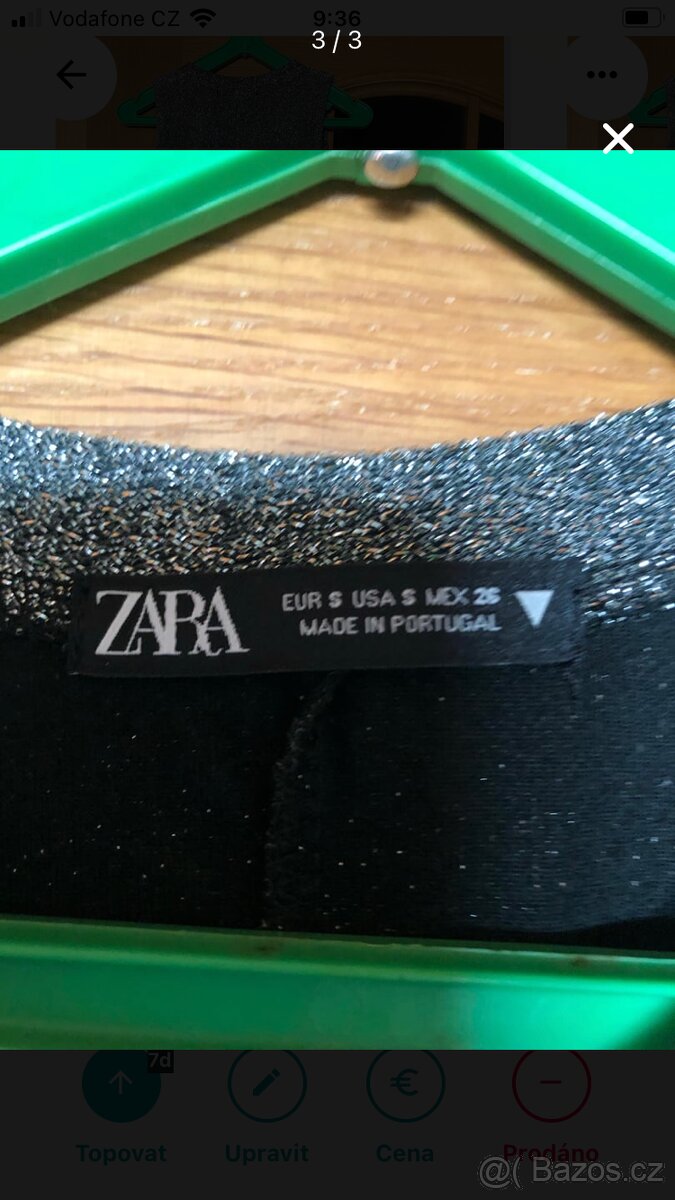 Vodafone CZ
9:36
3 / 3
ZARA
EUR S USA S MEX 26
MADE IN PORTUGAL
7d
Topovat
Upravit
Cena
Prodáno
@( Bazos.cz